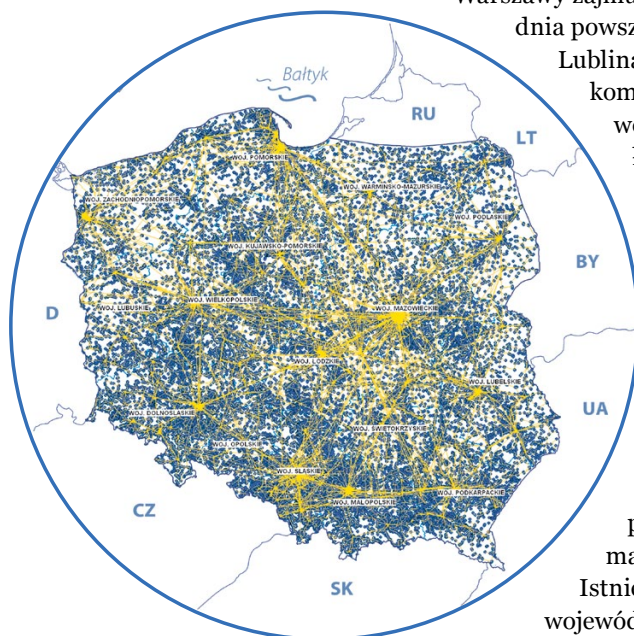 Warszawy zajmu
dnia powsz
Lublina
kom
Bałtyk
RU
LT
WOJ. POMORSKIE
WOJ. WARMIŃSKO-MAZURSKIE
WOJ. ZACHODNIOPOMORSKIE
WOJ. PODLASKIE
WOJ. KUJAWSKO-POMORSKIE
BY
WOJ. WIELKOPOLSKIE
D
WOJ. LUBUSKIE
WOJ. MAZOWIECKIE
WOJ. ŁÓDZKIE
WOJ. LUBELSKIE
WOJ. DOLNOŚLĄSKIE
UA
WOJ. ŚWIĘTOKRZYSKIE
WOJ. OPOLSKIE
WOJ. ŚLĄSKIE
WOJ. PODKARPACKIE
WOJ. MAŁOPOLSKIE
CZ
SK
ma
Istnie
wojewód